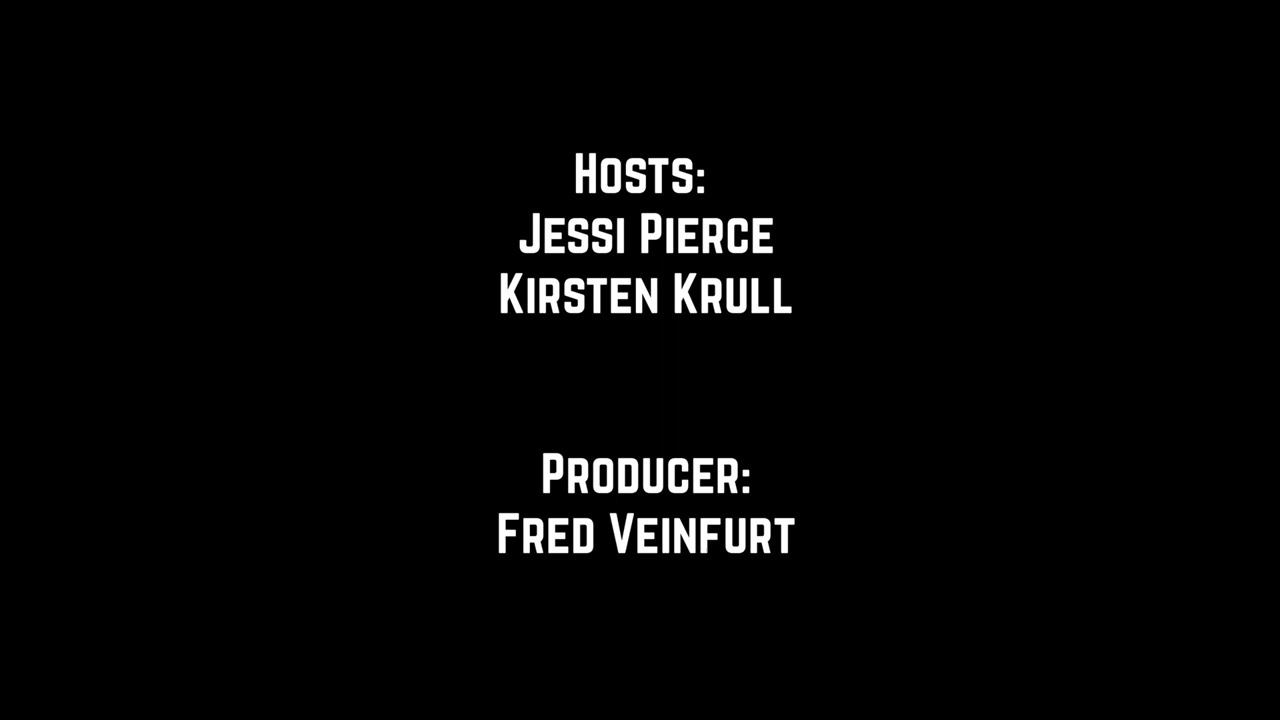 Hosts:
Jessi Pierce
Kirsten Krull
Producer:
Fred Veinfurt